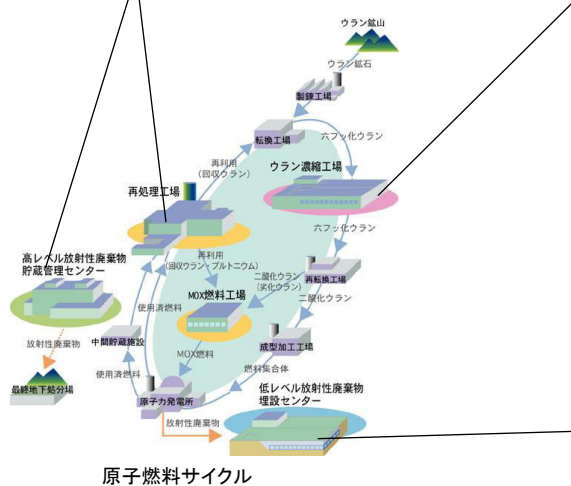 ウラン鉱山
ウラン鉱石
製錬工場
六フッ化ウラン
転換工場
再利用
(回収ウラン)
ウラン濃縮工場
再処理工場
六フッ化ウラン
再利用
(回収ウラン・プルトニウム)
高レベル放射性廃棄物
貯蔵管理センター
二酸化ウラン
(劣化ウラン)
再転換工場
MOX燃料工場
二酸化ウラン
使用済燃料
放射性廃棄物
中間貯蔵施設
成型加工工場
MOX燃料
燃料集合体
使用済燃料
最終地下処分場
原子力発電所
低レベル放射性廃棄物
埋設センター
放射性廃棄物
原子燃料サイクル